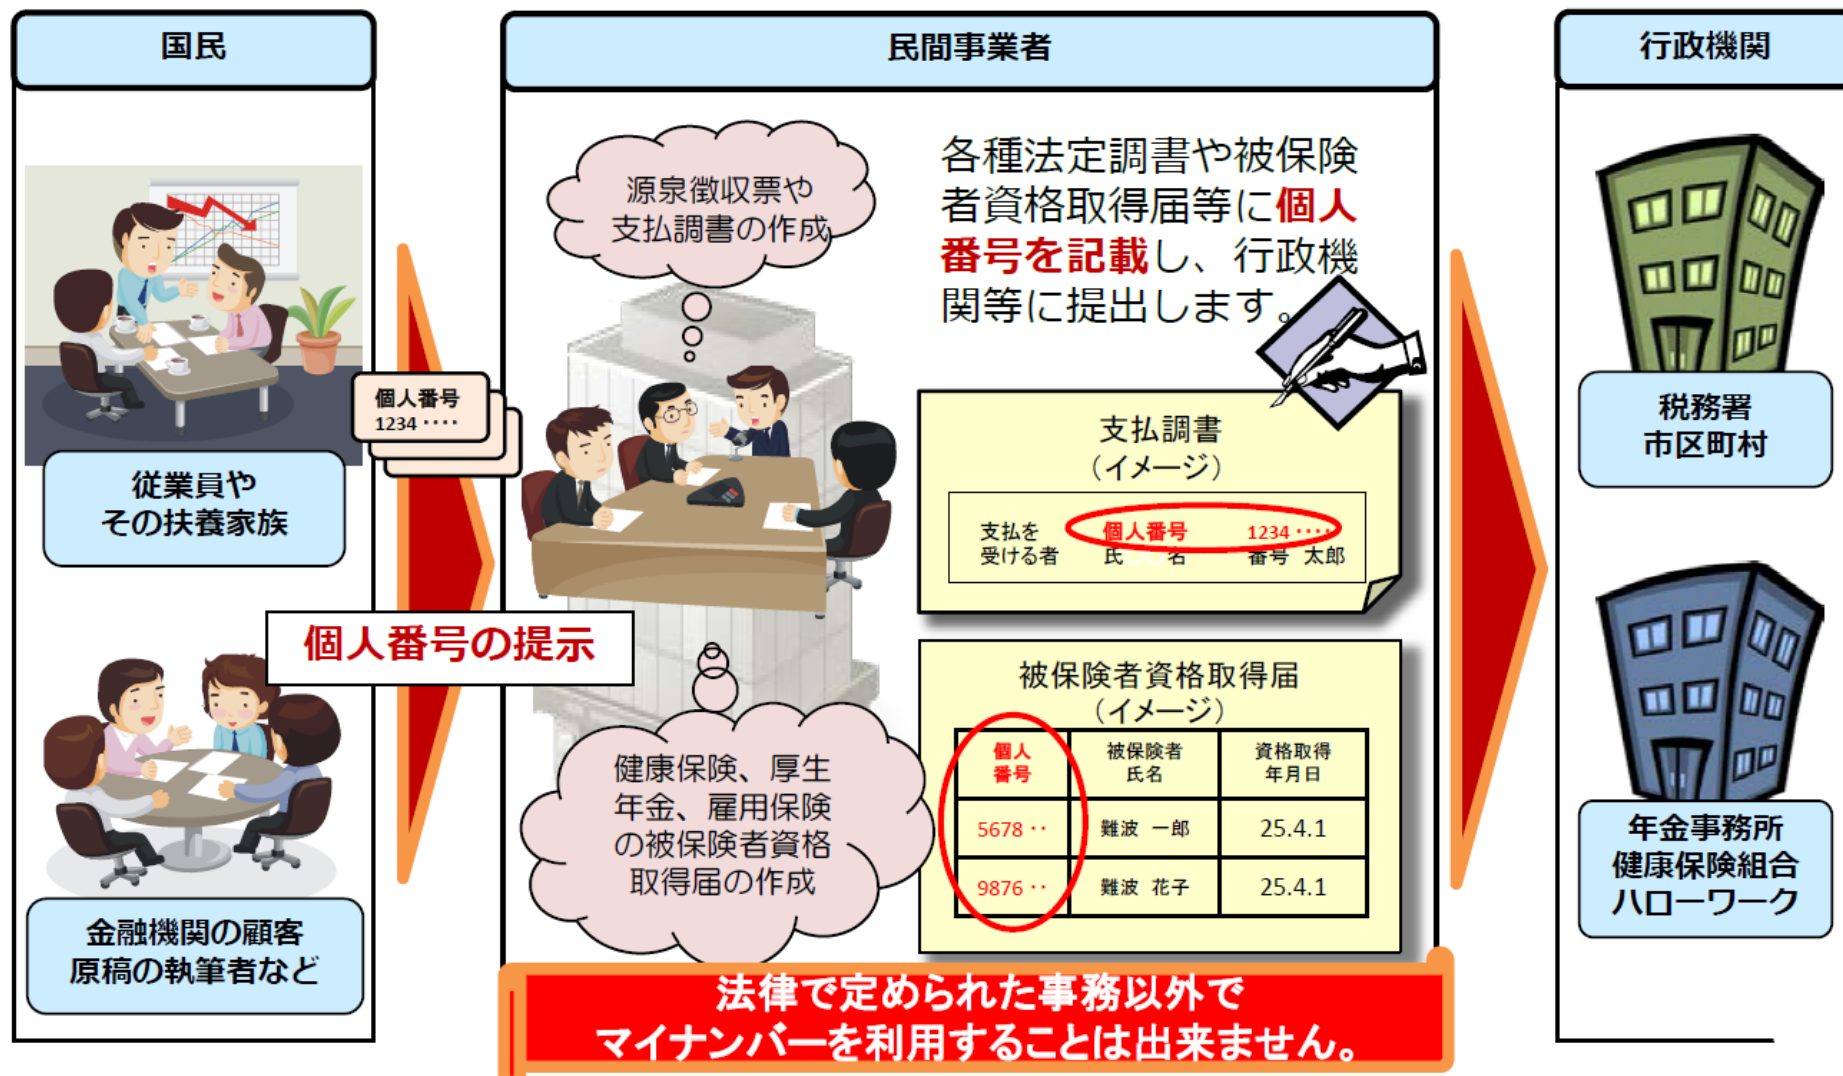 国民
従業員や
その扶養家族
金融機関の顧客
原稿の執筆者など
個人番号
1234 ‥‥
個人番号の提示
民間事業者
源泉徴収票や
支払調書の作成
各種法定調書や被保険
者資格取得届等に個人
番号を記載し、行政機
関等に提出します。
支払調書
（イメージ）
支払を 個人番号 1234 ‥‥
受ける者 氏 名 番号 太郎
健康保険、厚生
年金、雇用保険
の被保険者資格
取得届の作成
被保険者資格取得届
（イメージ）
個人 被保険者 資格取得
番号 氏名 年月日
5678 ‥ 難波 一郎 25.4.1
9876 ‥ 難波 花子 25.4.1
法律で定められた事務以外で
マイナンバーを利用することは出来ません。
行政機関
税務署
市区町村
年金事務所
健康保険組合
ハローワーク